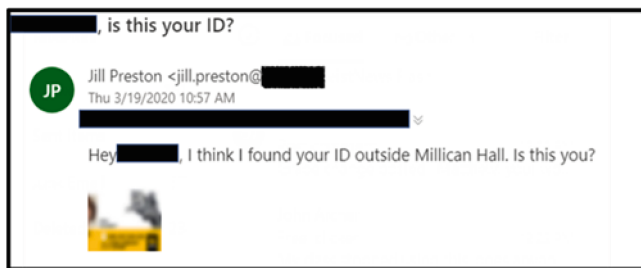 , is this your ID?
JP
Jill Preston <jill.preston@
Thu 3/19/2020 10:57 AM
Hey , I think I found your ID outside Millican Hall. Is this you?